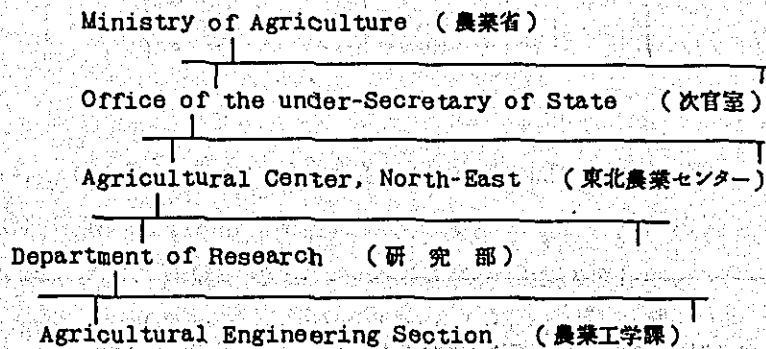 Ministry of Agriculture （農業省）
Office of the under-Secretary of State （次官室）
Agricultural Center, North-East （東北農業センター）
Department of Research （研 究 部）
Agricultural Engineering Section （農業工学課）